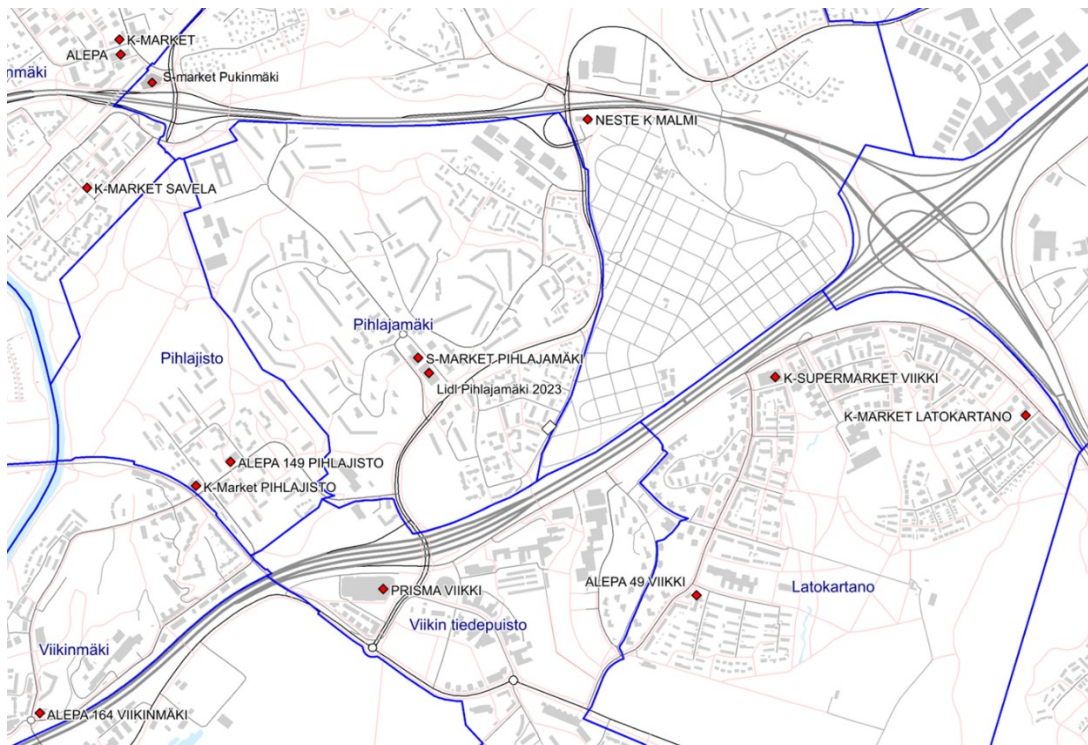 K-MARKET
ALEPA
nmäki
S-market Pukinmäki
NESTE K MALMI
K-MARKET SAVELA
Pihlajamäki
Pihlajisto
S-MARKET PIHLAJAMÄKI
Lidl Pihlajamäki 2023
K-SUPERMARKET VIIKKI
K-MARKET LATOKARTANO
ALEPA 149 PIHLAJISTO
K-Market PIHLAJISTO
ALEPA 49 VIIKKI
PRISMA VIIKKI
Latokartano
Viikin tiedepuisto
Viikinmäki
ALEPA 164 VIIKINMÄKI